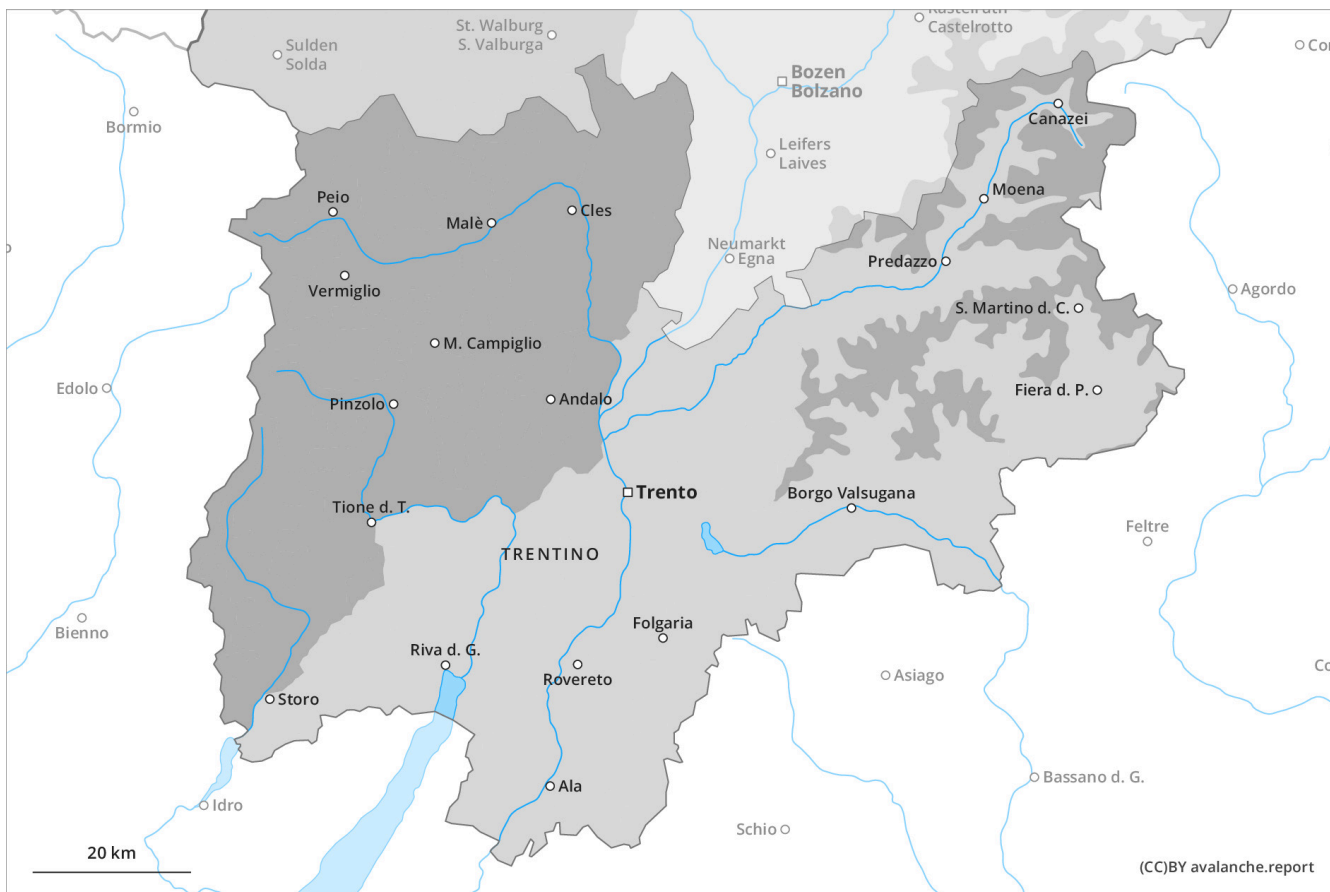 Kastelruth
Castelrotto
St. Walburg
S. Valburga
Sulden
Solda
Bozen
Bolzano
Bormio
Canazei
Leifers
Laives
Moena
Peio
Malè
Cles
Neumarkt
Egna
Predazzo
Vermiglio
Agordo
S. Martino d. C.
M. Campiglio
Edolo
Fiera d. P.
Andalo
Pinzolo
Trento
Borgo Valsugana
Tione d. T.
Feltre
TRENTINO
Bienno
Folgaria
Riva d. G.
Rovereto
Asiago
Storo
Bassano d. G.
Ala
Idro
Schio
20 km
(CC)BY avalanche.report